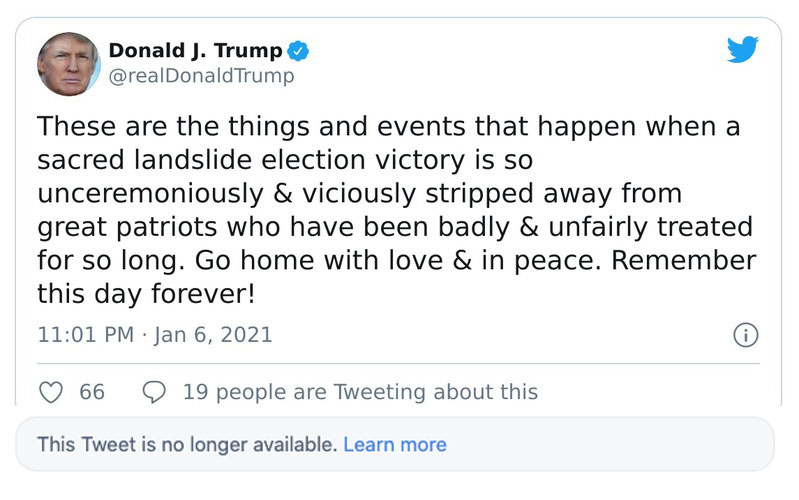 Donald J. Trump
@realDonaldTrump
These are the things and events that happen when a
sacred landslide election victory is so
unceremoniously & viciously stripped away from
great patriots who have been badly & unfairly treated
for so long. Go home with love & in peace. Remember
this day forever!
11:01 PM · Jan 6, 2021
66 19 people are Tweeting about this
This Tweet is no longer available. Learn more